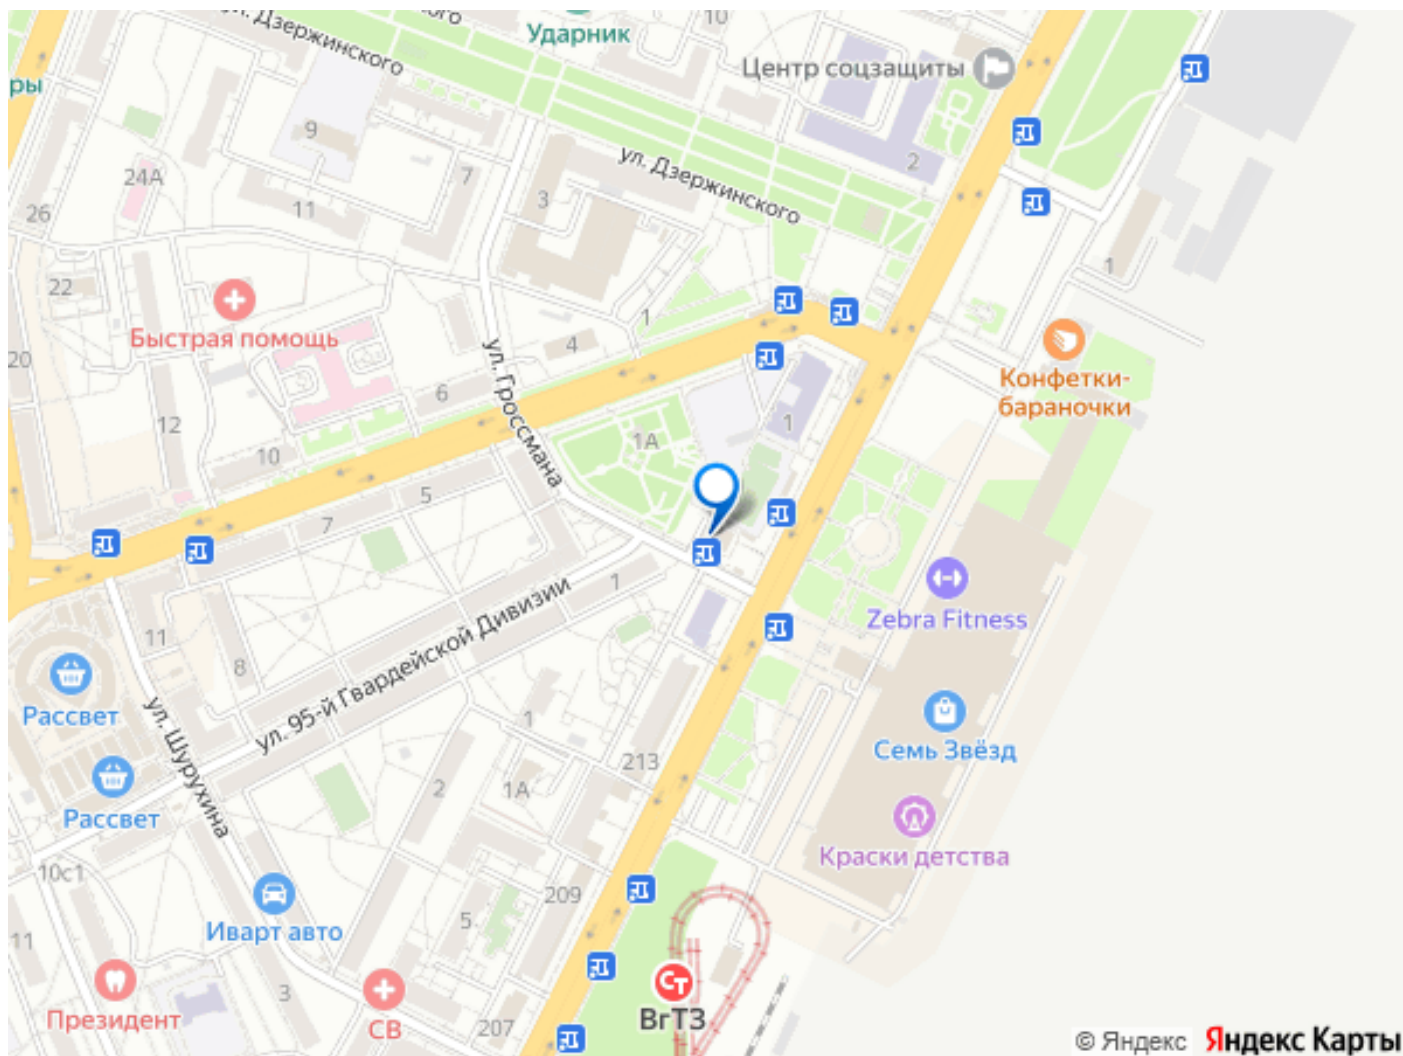 ул. Дзержинского
Ударник
10
Центр соцзащиты
ры
9
24А
7
ул. Дзержинского
2
26
11
3
1
22
Быстрая помощь
1
20
4
ул. Гроссмана
6
Конфетки-
бараночки
12
1А
1
10
5
7
1
Zebra Fitness
ул. 95-й Гвардейской Дивизии
11
8
Рассвет
ул. Шурухина
1
Семь Звёзд
213
2
1А
Рассвет
Краски детства
10с1
209
5
Иварт авто
11
3
Президент
СВ
207
Ст
ВгТЗ
© Яндекс Яндекс Карты